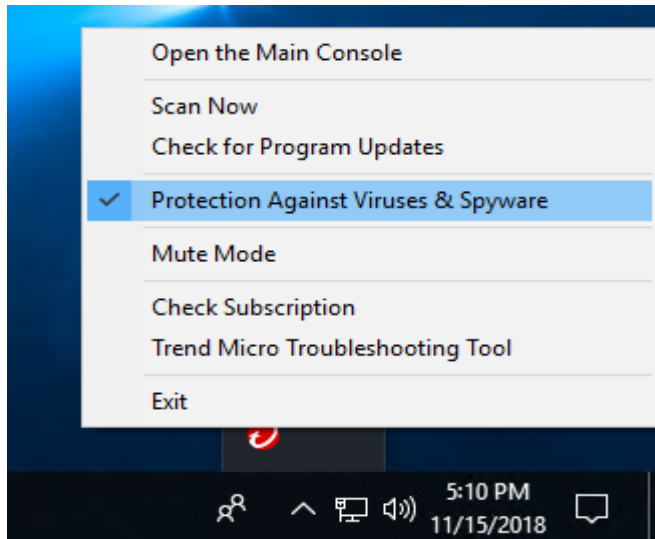 Open the Main Console
Scan Now
Check for Program Updates
Protection Against Viruses & Spyware
Mute Mode
Check Subscription
Trend Micro Troubleshooting Tool
Exit
5:10 PM
11/15/2018